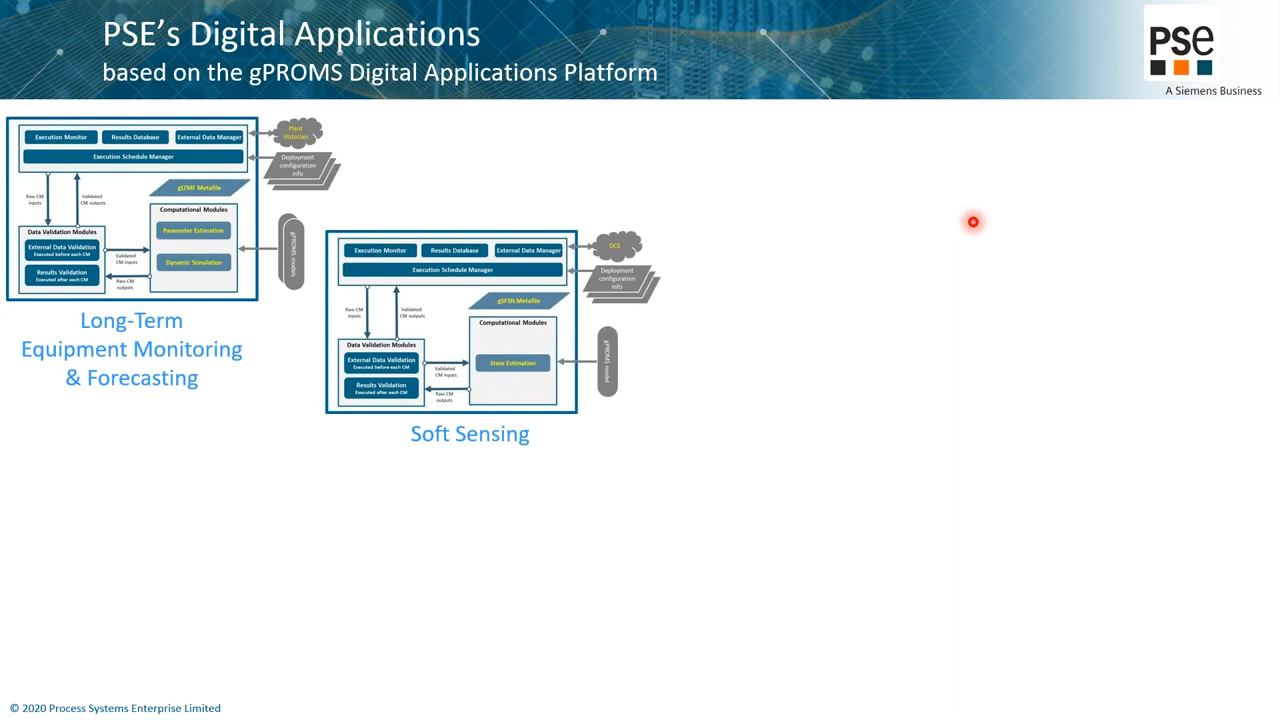 PSE's Digital Applications
based on the gPROMS Digital Applications Platform
PSE
A Siemens Business
Execution Monitor
Results Database
External Data Manager
Execution Schedule Manager
Plant
Historian
Deployment
configuration
info
gLTMF Metafile
Raw CM
inputs
Validated
CM outputs
Computational Modules
Parameter Estimation
Dynamic Simulation
Data Validation Modules
External Data Validation
Executed before each CM
Results Validation
Executed after each CM
Validated
CM inputs
Raw CM
outputs
gPROMS models
Long-Term
Equipment Monitoring
& Forecasting
Execution Monitor
Results Database
External Data Manager
Execution Schedule Manager
DCS
Deployment
configuration
info
gSFSN Metafile
Raw CM
inputs
Validated
CM outputs
Computational Modules
State Estimation
Data Validation Modules
External Data Validation
Executed before each CM
Results Validation
Executed after each CM
Validated
CM inputs
Raw CM
outputs
gPROMS model
Soft Sensing
© 2020 Process Systems Enterprise Limited